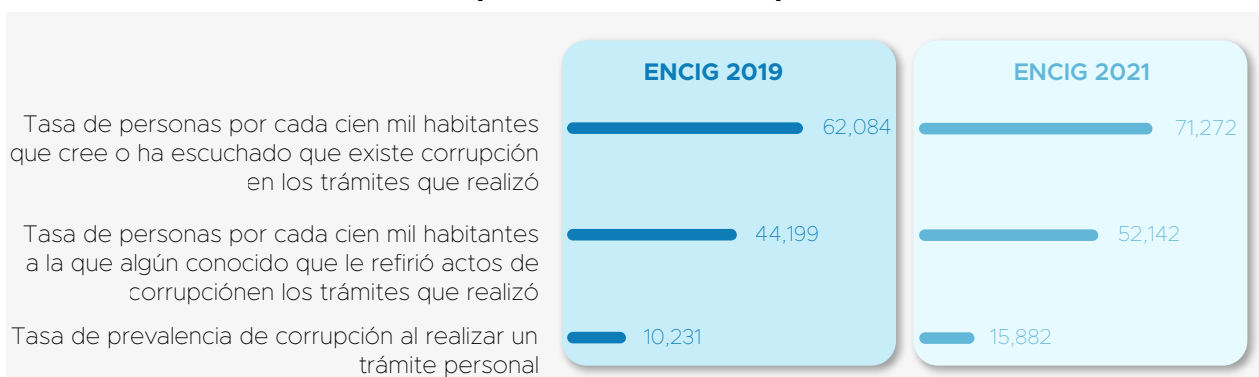 ENCIG 2019
ENCIG 2021
Tasa de personas por cada cien mil habitantes
que cree o ha escuchado que existe corrupción
en los trámites que realizó
62,084
71,272
Tasa de personas por cada cien mil habitantes
a la que algún conocido que le refirió actos de
corrupciónen los trámites que realizó
44,199
52,142
Tasa de prevalencia de corrupción al realizar un
trámite personal
10,231
15,882